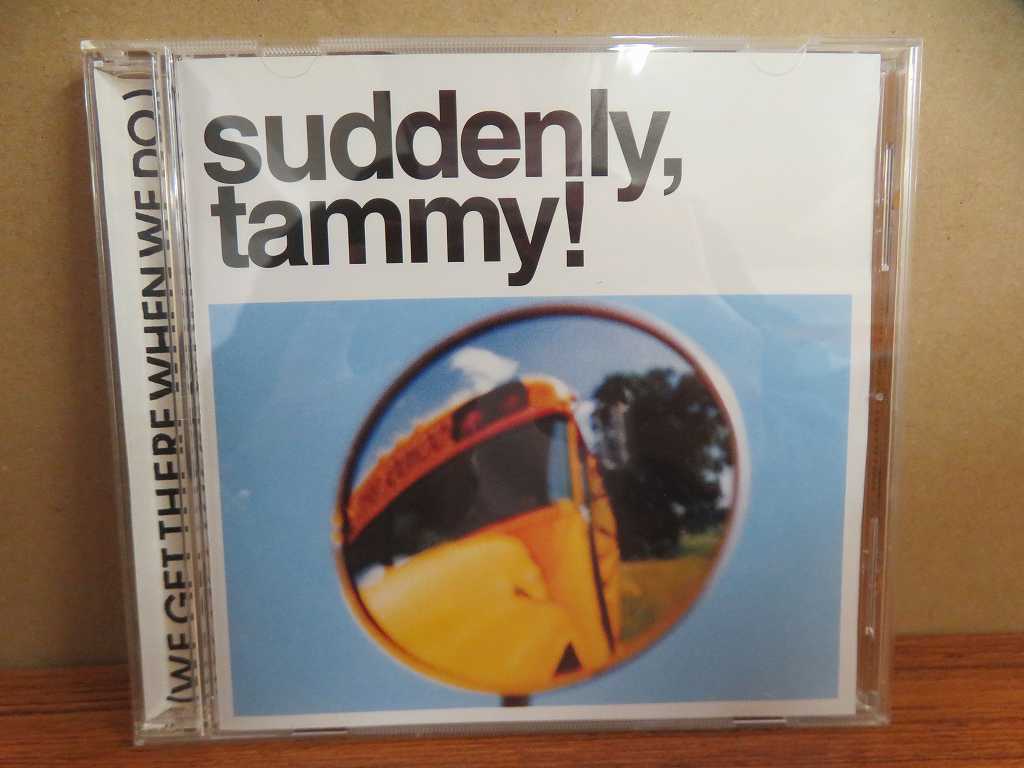 suddenly,
tammy!
(WE GET THERE WHEN WE DO)